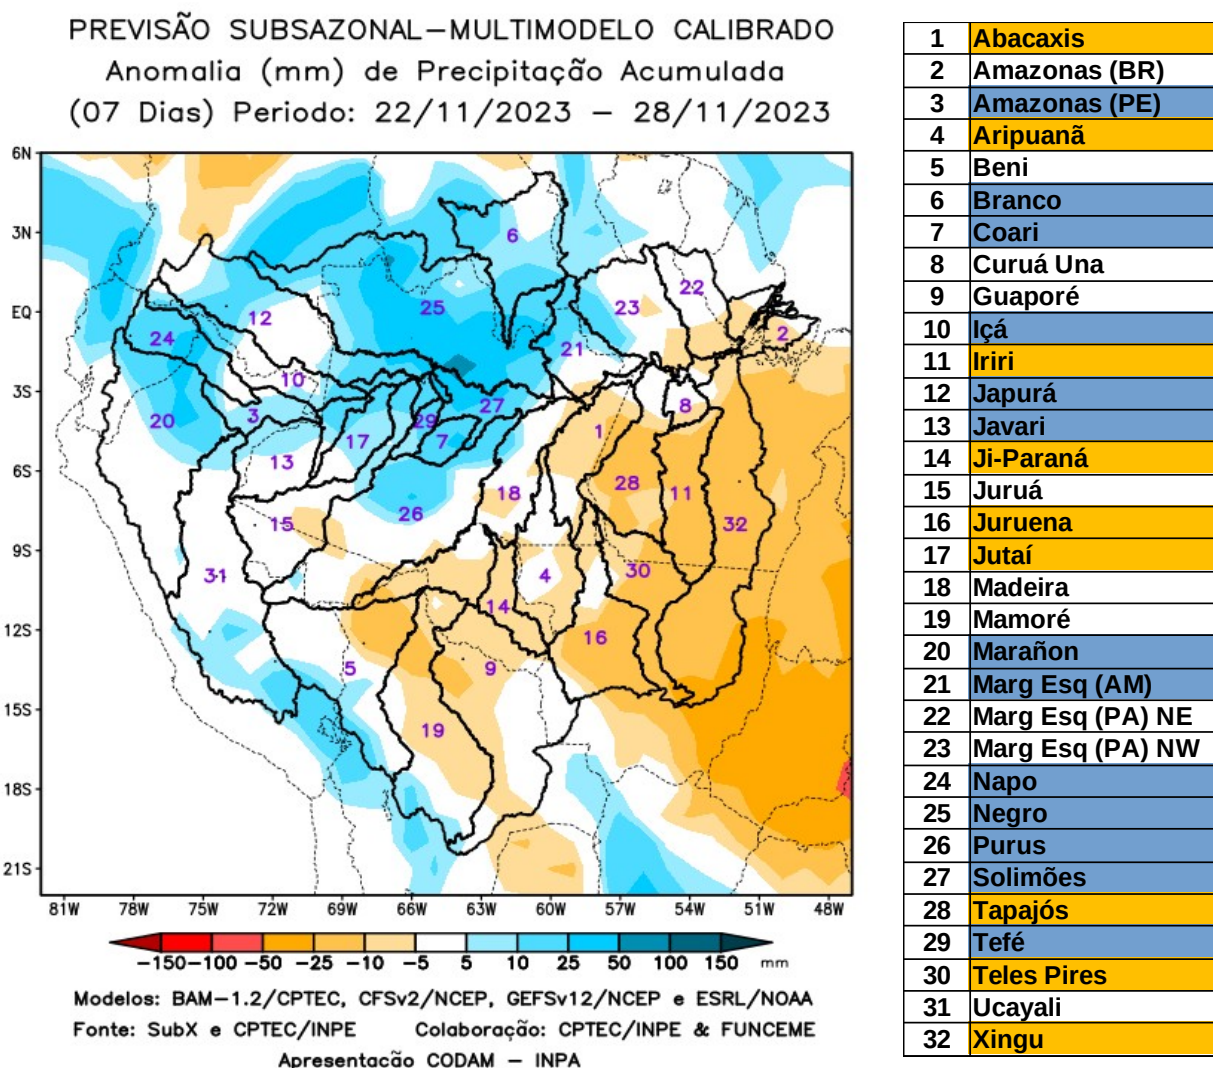 PREVISÃO SUBSAZONAL−MULTIMODELO CALIBRADO
Anomalia (mm) de Precipitação Acumulada
(07 Dias) Periodo: 22/11/2023 − 28/11/2023
6N
3N
EQ
3S
6S
9S
12S
15S
18S
21S
81W 78W 75W 72W 69W 66W 63W 60W 57W 54W 51W 48W
6
25
23
22
2
12
24
21
10
3
20
27
29
7
17
13
8
1
28
11
32
18
15
26
31
4
30
14
16
5
9
19
−150 −100 −50 −25 −10 −5 5 10 25 50 100 150 mm
Modelos: BAM−1.2/CPTEC, CFSv2/NCEP, GEFSv12/NCEP e ESRL/NOAA
Fonte: SubX e CPTEC/INPE Colaboração: CPTEC/INPE & FUNCEME
Apresentação CODAM − INPA
1 Abacaxis
2 Amazonas (BR)
3 Amazonas (PE)
4 Aripuanã
5 Beni
6 Branco
7 Coari
8 Curuá Una
9 Guaporé
10 Içá
11 Iriri
12 Japurá
13 Javari
14 Ji-Paraná
15 Juruá
16 Juruena
17 Jutaí
18 Madeira
19 Mamoré
20 Marañon
21 Marg Esq (AM)
22 Marg Esq (PA) NE
23 Marg Esq (PA) NW
24 Napo
25 Negro
26 Purus
27 Solimões
28 Tapajós
29 Tefé
30 Teles Pires
31 Ucayali
32 Xingu